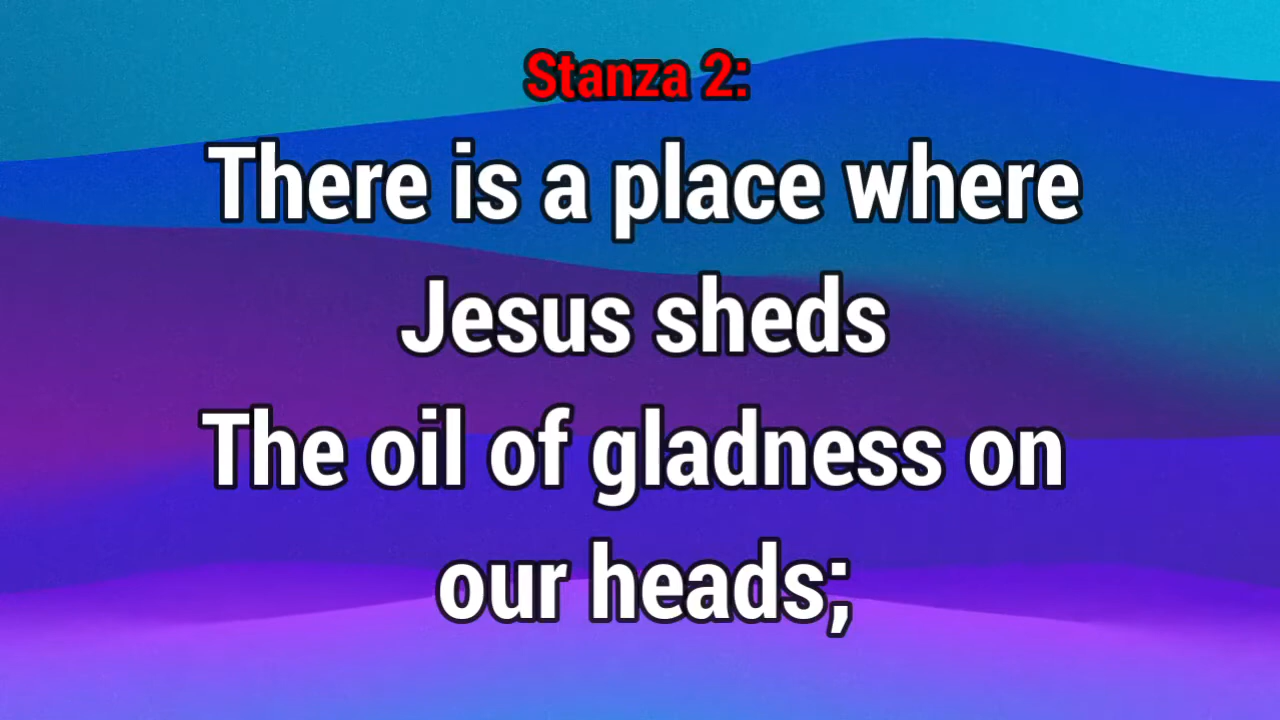 Stanza 2:
There is a place where
Jesus sheds
The oil of gladness on
our heads;